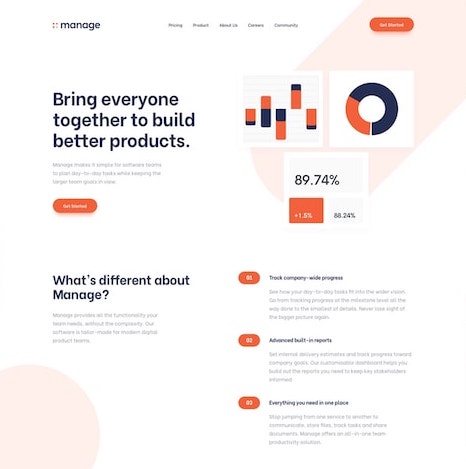 manage
Pricing Product About Us Careers Community
Get Started
Bring everyone
together to build
better products.
Manage makes it simple for software teams
to plan day-to-day tasks while keeping the
larger team goals in view.
Get Started
89.74%
+1.8% 88.24%
What's different about
Manage?
Manage provides all the functionality your
team needs, without the complexity. Our
software is tailor-made for modern digital
product teams.
01 Track company-wide progress
See how your day-to-day tasks fit into the wider vision.
Go from tracking progress at the milestone level all the
way done to the smallest of details. Never lose sight of
the bigger picture again.
02 Advanced built-in reports
Set internal delivery estimates and track progress toward
company goals. Our customisable dashboard helps you
build out the reports you need to keep key stakeholders
informed.
03 Everything you need in one place
Stop jumping from one service to another to
communicate, store files, track tasks and share
documents. Manage offers an all-in-one team
productivity solution.